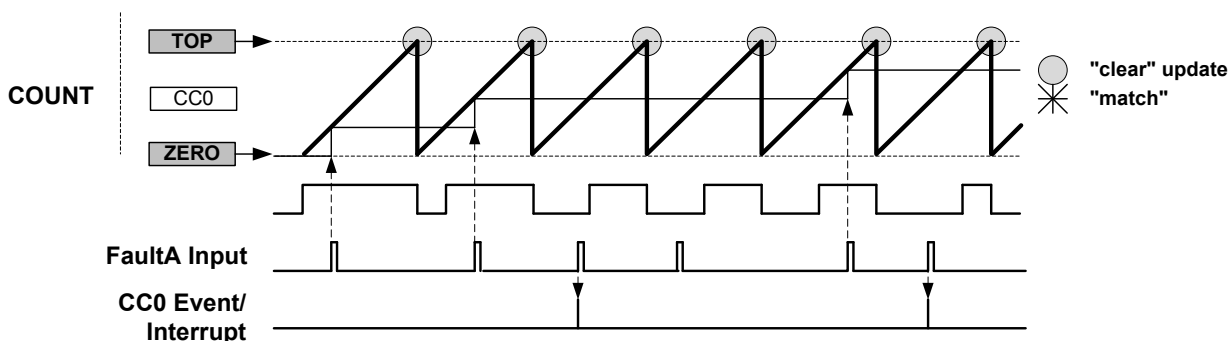 TOP
COUNT
CC0
ZERO
"clear" update
"match"
FaultA Input
CC0 Event/
Interrupt